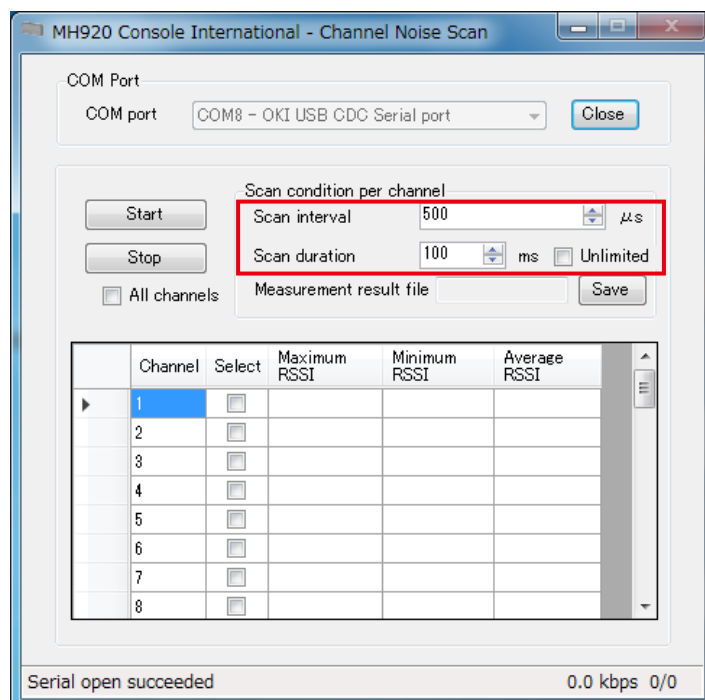 MH920 Console International - Channel Noise Scan
COM Port
COM port COM8 - OKI USB CDC Serial port Close
Scan condition per channel
Start Scan interval 500 μs
Stop Scan duration 100 ms Unlimited
All channels Measurement result file Save
Channel Select Maximum RSSI Minimum RSSI Average RSSI
1
2
3
4
5
6
7
8
Serial open succeeded 0.0 kbps 0/0